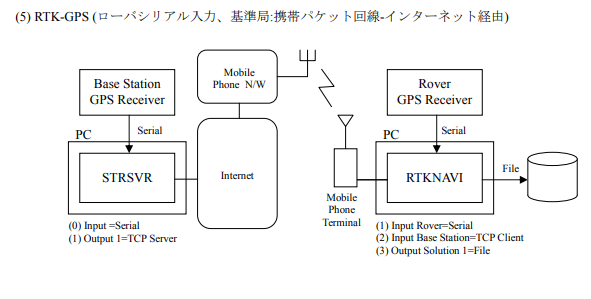 (5) RTK-GPS (ローバシリアル入力、基準局:携帯パケット回線-インターネット経由)
Base Station
GPS Receiver
Mobile
Phone N/W
Rover
GPS Receiver
PC
Serial
PC
Serial
STRSVR
Internet
RTKNAVI
File
Mobile
Phone
Terminal
(0) Input =Serial
(1) Output 1=TCP Server
(1) Input Rover=Serial
(2) Input Base Station=TCP Client
(3) Output Solution 1=File